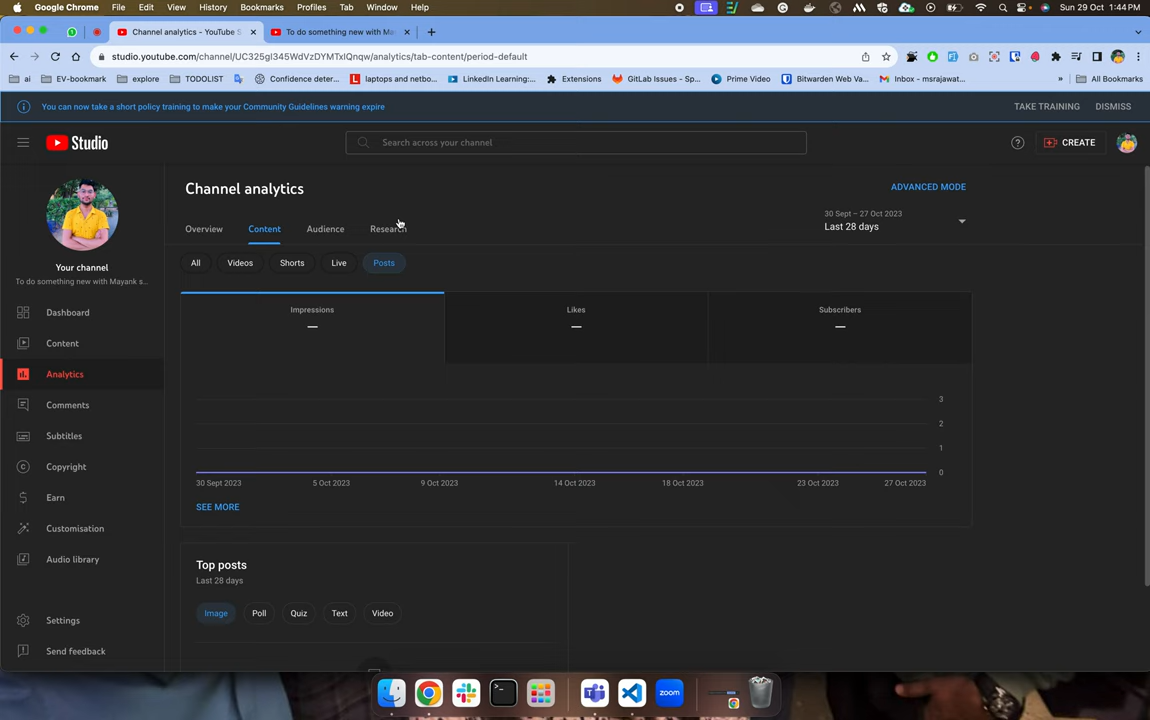 Google Chrome File Edit View History Bookmarks Profiles Tab Window Help Sun 29 Oct 1:44 PM
Channel analytics - YouTube S To do something new with Ma
studio.youtube.com/channel/UC325gI345WdVzDYMTxlQnqw/analytics/tab-content/period-default
ai EV-bookmark explore TODOLIST Confidence deter... laptops and netbo... LinkedIn Learning:... Extensions GitLab Issues - Sp... Prime Video Bitwarden Web Va... Inbox - msrajawat... » All Bookmarks
You can now take a short policy training to make your Community Guidelines warning expire TAKE TRAINING DISMISS
Studio Search across your channel CREATE
Channel analytics ADVANCED MODE
Overview Content Audience Research
30 Sept – 27 Oct 2023
Last 28 days
All Videos Shorts Live Posts
Your channel
To do something new with Mayank s...
Dashboard
Content
Analytics
Comments
Subtitles
Copyright
Earn
Customisation
Audio library
Settings
Send feedback
Impressions Likes Subscribers
— — —
3
2
1
0
30 Sept 2023 5 Oct 2023 9 Oct 2023 14 Oct 2023 18 Oct 2023 23 Oct 2023 27 Oct 2023
SEE MORE
Top posts
Last 28 days
Image Poll Quiz Text Video
zoom